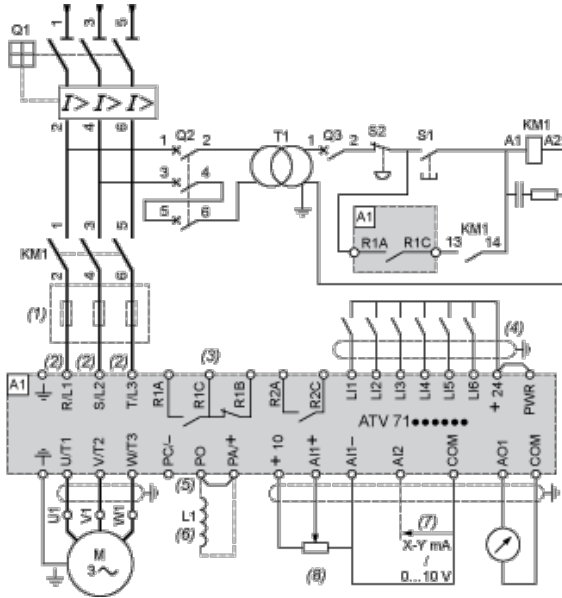 Q1
1 3 5
I> I> I>
2 4 6
Q2
1 2
3 4
5 6
T1
1 Q3 2
S2
S1
KM1
A1 A2
A1
R1A R1C
KM1
13 14
1 3 5
KM1
2 4 6
(1)
(2) (2) (2)
(3)
(4)
A1
R/L1 S/L2 T/L3 R1A R1C R1B R2A R2C LI1 LI2 LI3 LI4 LI5 LI6 + 24 PWR
ATV 71●●●●●●
U/T1 V/T2 W/T3 PC/- PO PA/+ + 10 AI1+ AI1- AI2 COM AO1 COM
(5)
U1 V1 W1
L1
(6)
(7)
X-Y mA
/
0...10 V
(8)
M
3~